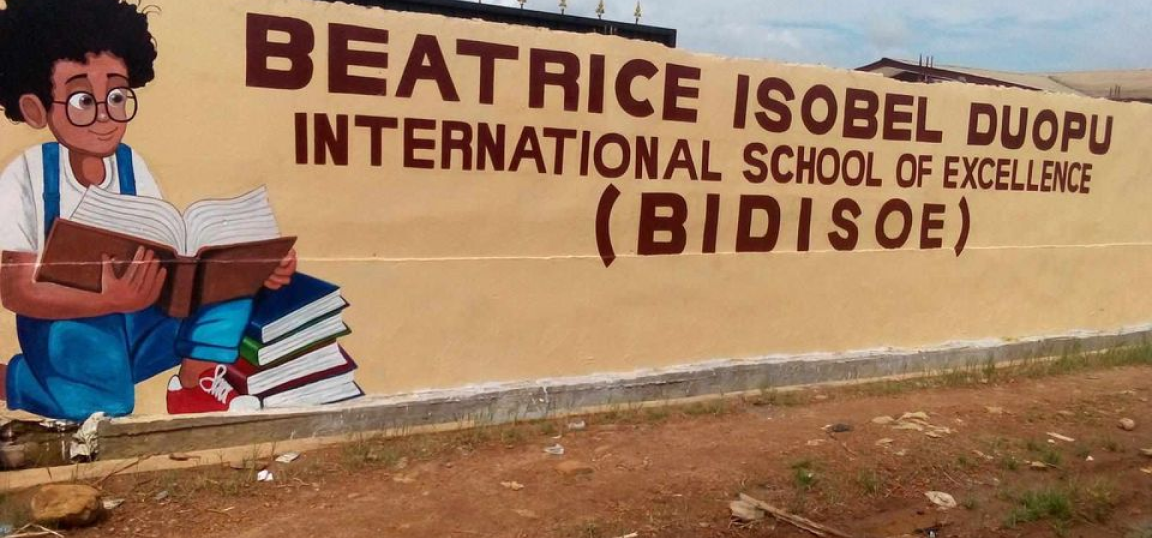 BEATRICE ISOBEL DUOPU
INTERNATIONAL SCHOOL OF EXCELLENCE
(BIDISOE)